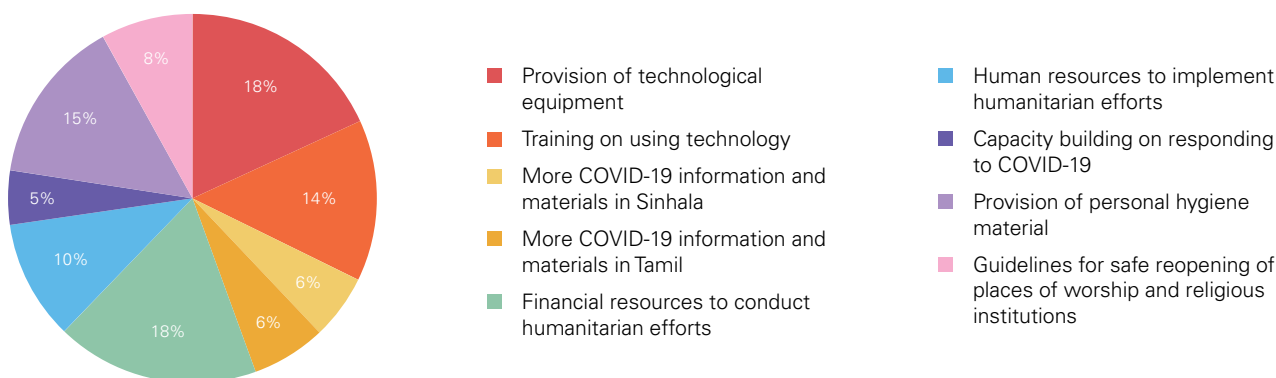 8%
18%
15%
14%
5%
10%
6%
6%
18%
Provision of technological
equipment
Training on using technology
More COVID-19 information and
materials in Sinhala
More COVID-19 information and
materials in Tamil
Financial resources to conduct
humanitarian efforts
Human resources to implement
humanitarian efforts
Capacity building on responding
to COVID-19
Provision of personal hygiene
material
Guidelines for safe reopening of
places of worship and religious
institutions